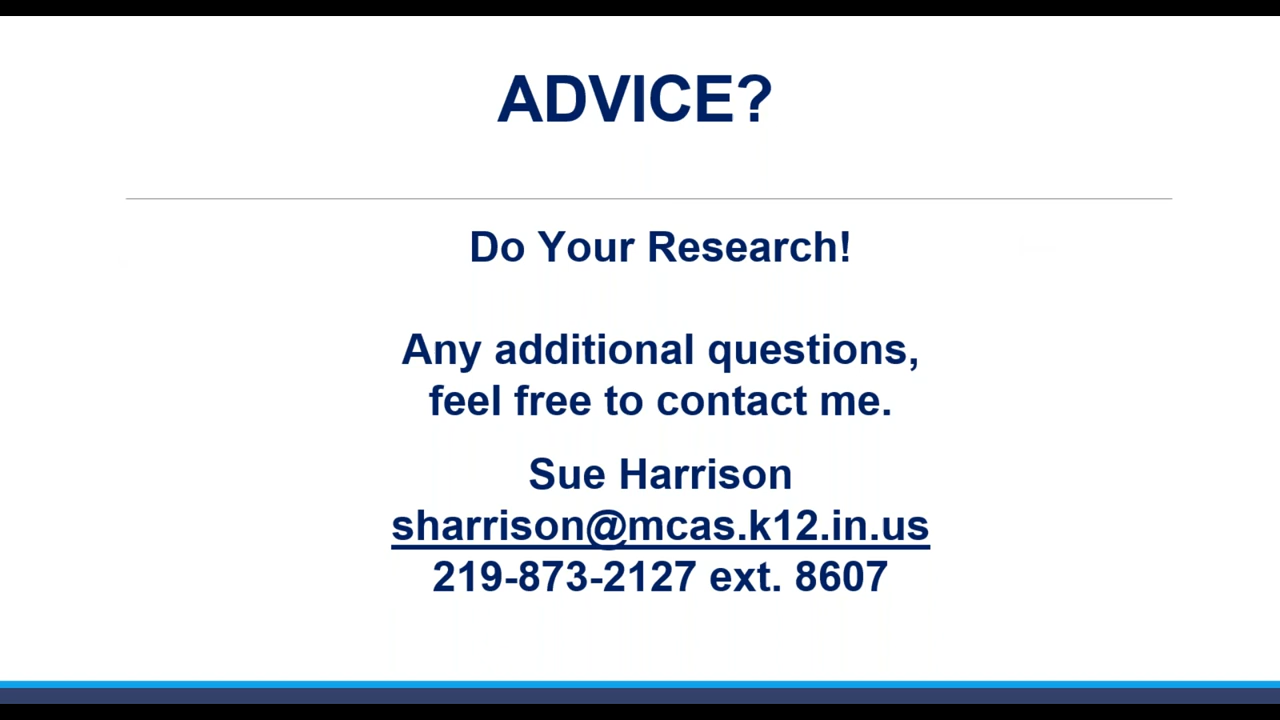 ADVICE?
Do Your Research!
Any additional questions,
feel free to contact me.
Sue Harrison
sharrison@mcas.k12.in.us
219-873-2127 ext. 8607